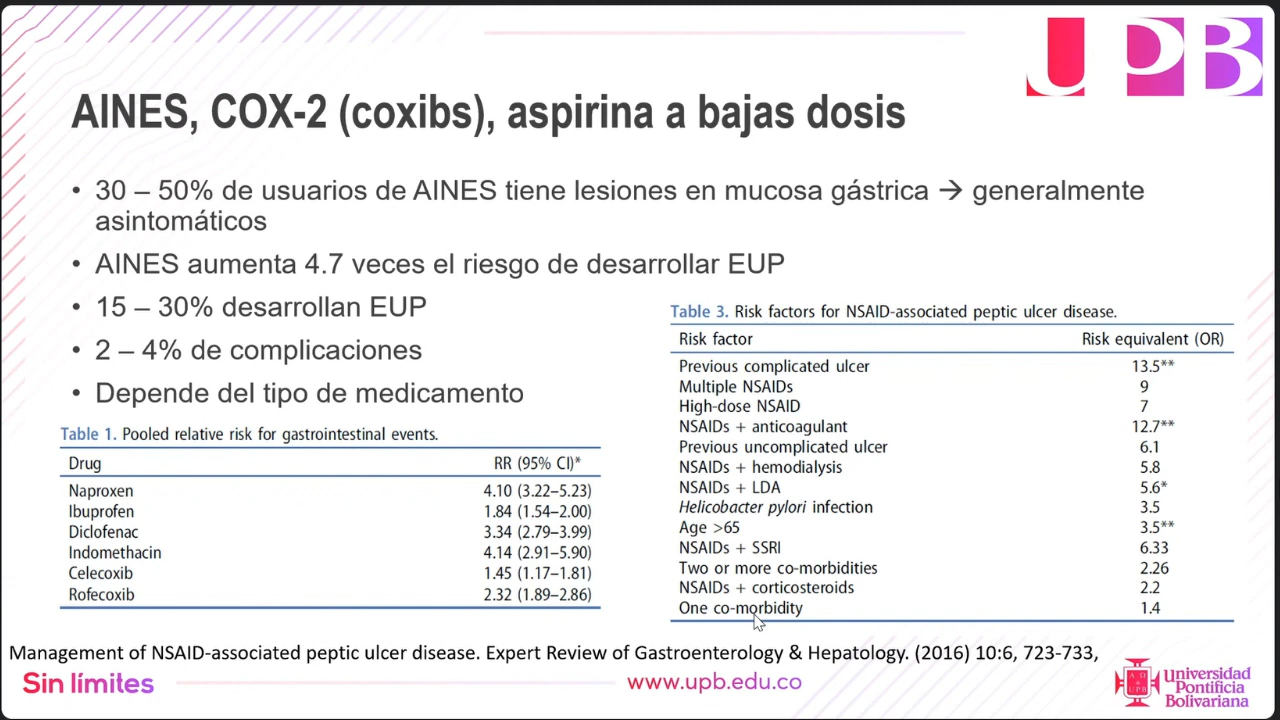 UPB
AINES, COX-2 (coxibs), aspirina a bajas dosis
• 30 – 50% de usuarios de AINES tiene lesiones en mucosa gástrica → generalmente
asintomáticos
• AINES aumenta 4.7 veces el riesgo de desarrollar EUP
• 15 – 30% desarrollan EUP
• 2 – 4% de complicaciones
• Depende del tipo de medicamento
Table 1. Pooled relative risk for gastrointestinal events.
Drug RR (95% CI)*
Naproxen 4.10 (3.22–5.23)
Ibuprofen 1.84 (1.54–2.00)
Diclofenac 3.34 (2.79–3.99)
Indomethacin 4.14 (2.91–5.90)
Celecoxib 1.45 (1.17–1.81)
Rofecoxib 2.32 (1.89–2.86)
Table 3. Risk factors for NSAID-associated peptic ulcer disease.
Risk factor Risk equivalent (OR)
Previous complicated ulcer 13.5**
Multiple NSAIDs 9
High-dose NSAID 7
NSAIDs + anticoagulant 12.7**
Previous uncomplicated ulcer 6.1
NSAIDs + hemodialysis 5.8
NSAIDs + LDA 5.6*
Helicobacter pylori infection 3.5
Age >65 3.5**
NSAIDs + SSRI 6.33
Two or more co-morbidities 2.26
NSAIDs + corticosteroids 2.2
One co-morbidity 1.4
Management of NSAID-associated peptic ulcer disease. Expert Review of Gastroenterology & Hepatology. (2016) 10:6, 723-733,
Sin límites
www.upb.edu.co
A Ω
UPB
Universidad
Pontificia
Bolivariana